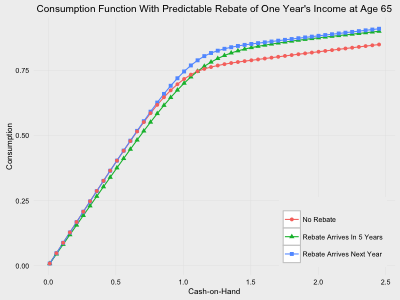 Consumption Function With Predictable Rebate of One Year's Income at Age 65
Consumption
0.75
0.50
0.25
0.00
No Rebate
Rebate Arrives In 5 Years
Rebate Arrives Next Year
0.0 0.5 1.0 1.5 2.0 2.5
Cash-on-Hand